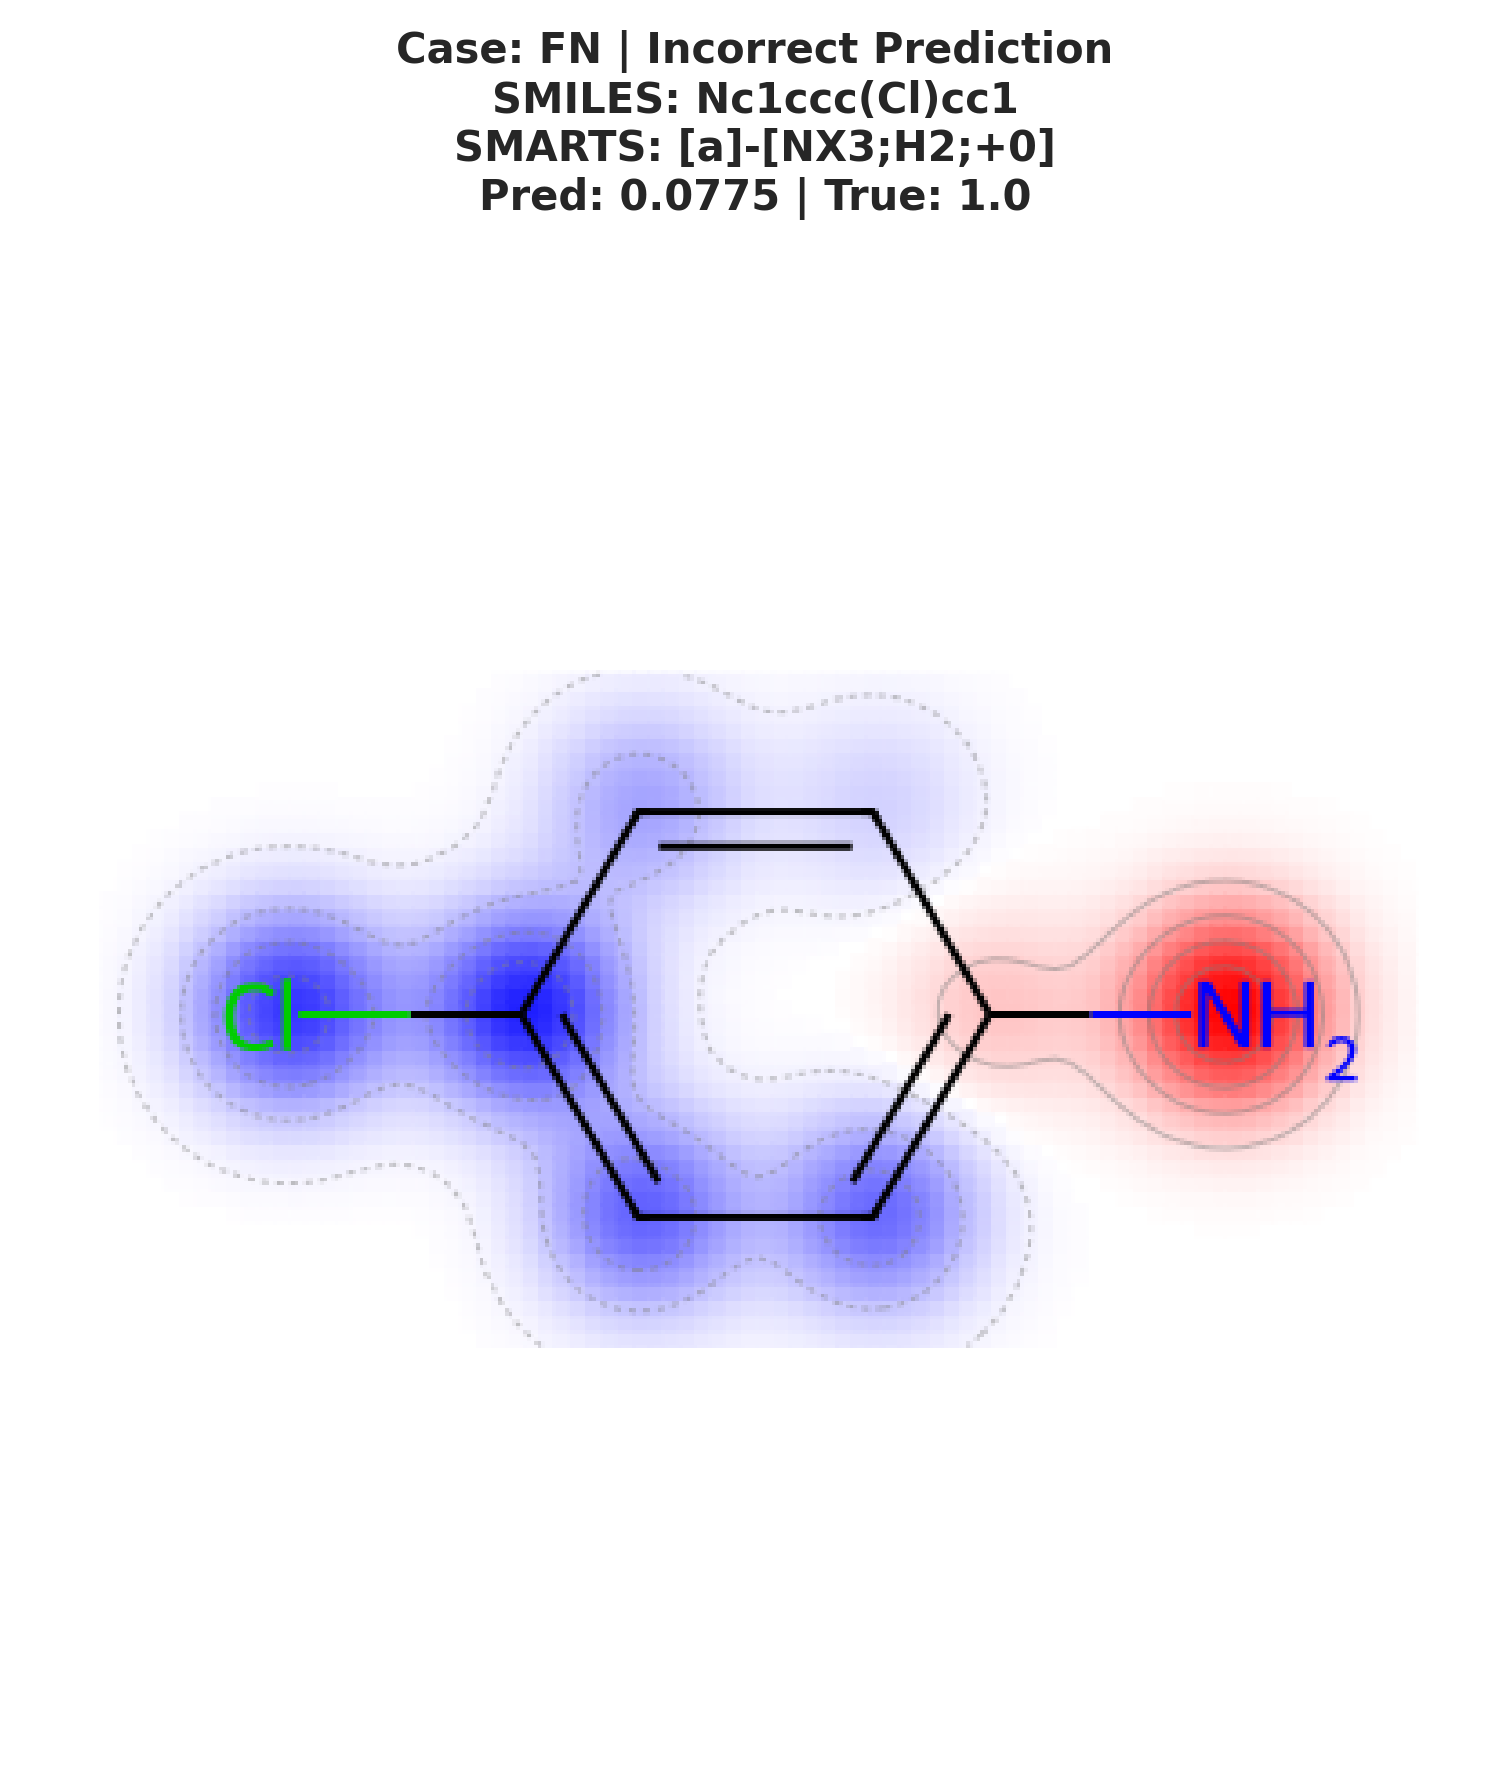 Case: FN | Incorrect Prediction
SMILES: Nc1ccc(Cl)cc1
SMARTS: [a]-[NX3;H2;+0]
Pred: 0.0775 | True: 1.0
Cl NH2